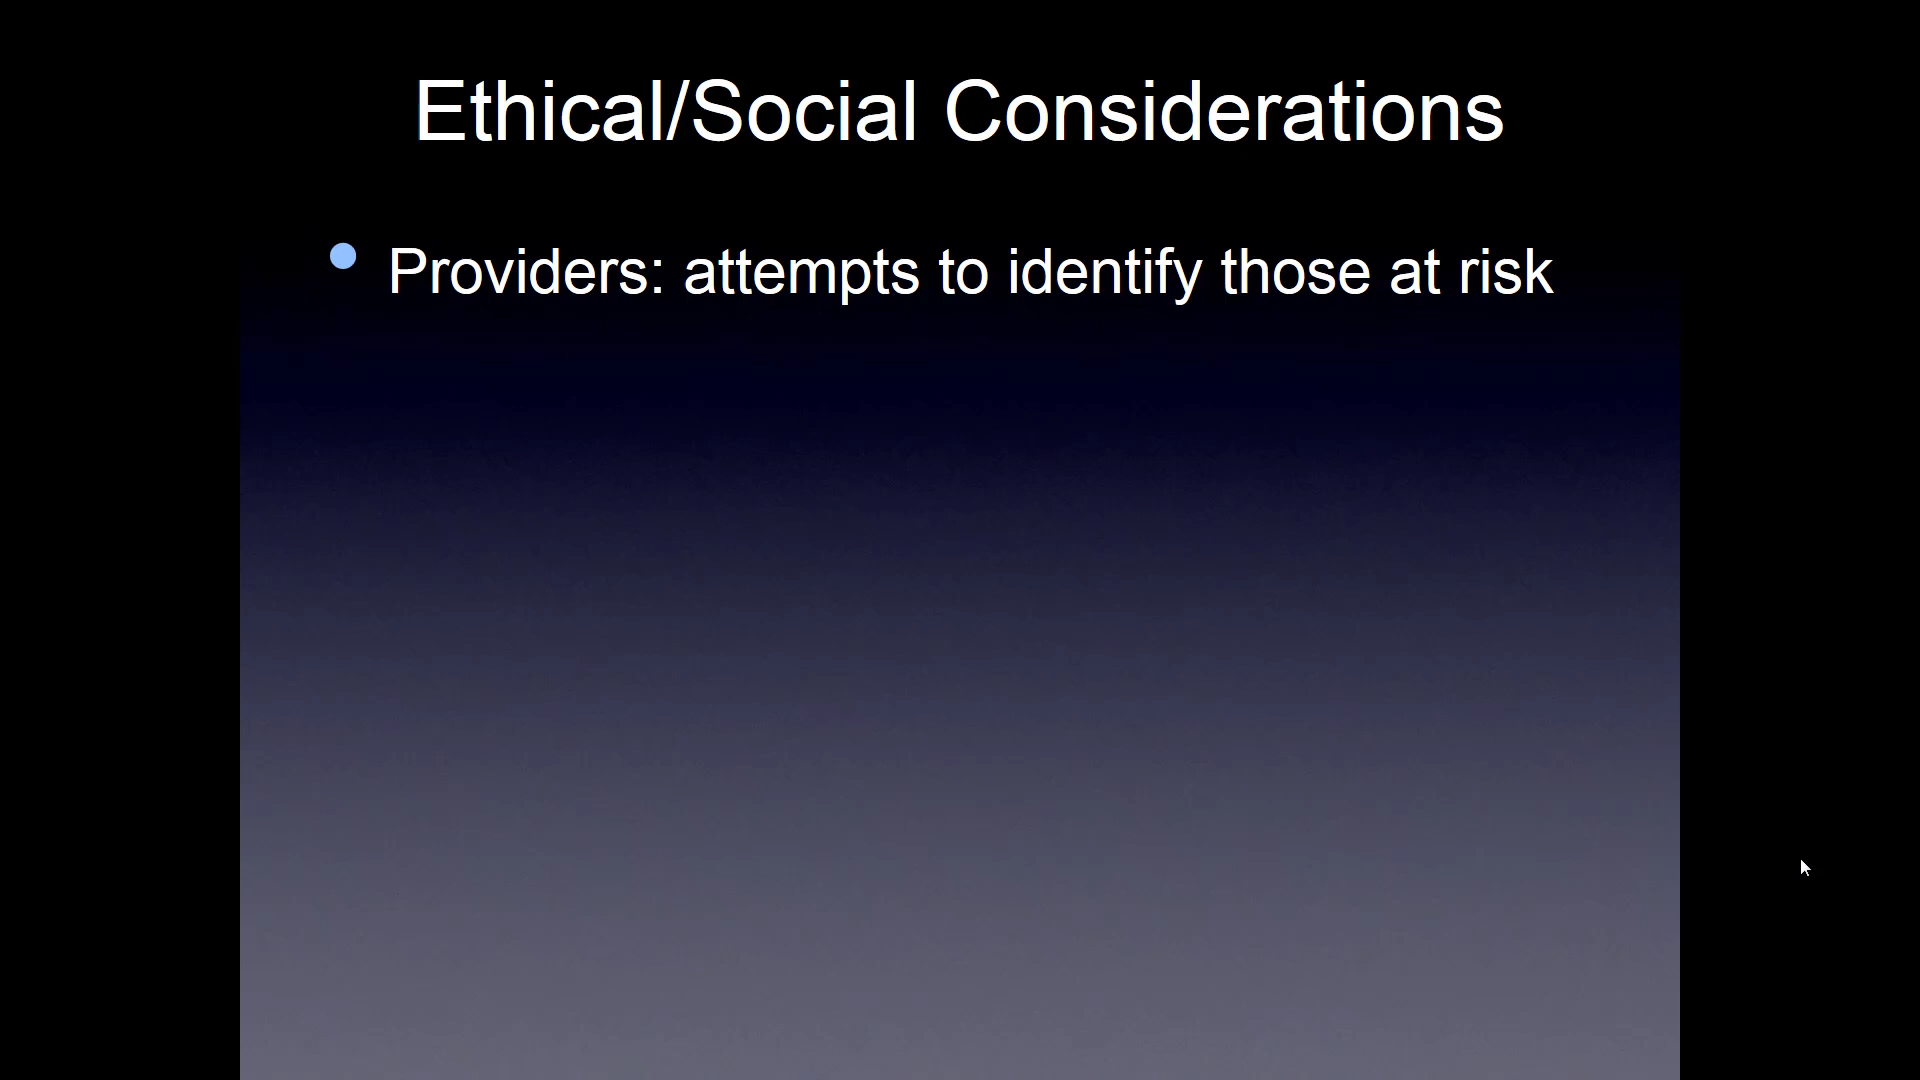 Ethical/Social Considerations
Providers: attempts to identify those at risk